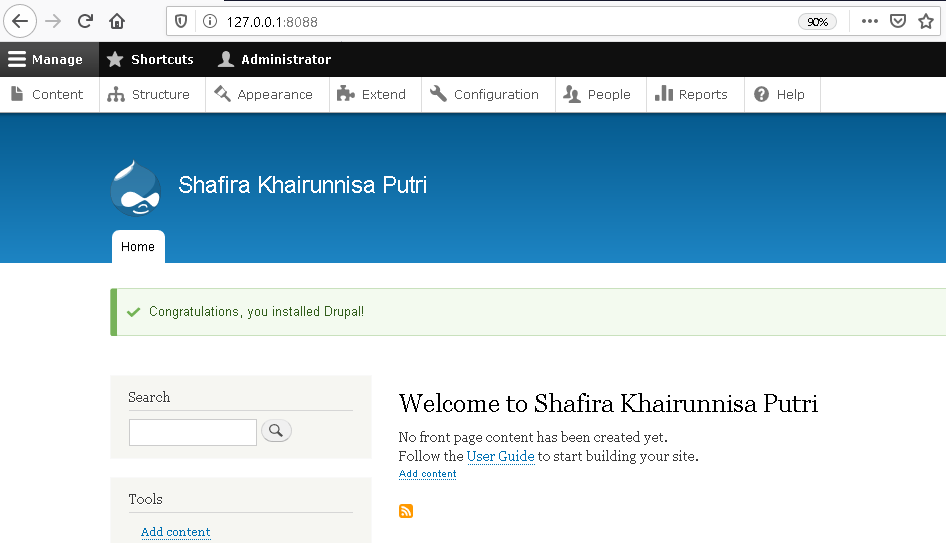 127.0.0.1:8088
90%
Manage Shortcuts Administrator
Content Structure Appearance Extend Configuration People Reports Help
Shafira Khairunnisa Putri
Home
Congratulations, you installed Drupal!
Search
Welcome to Shafira Khairunnisa Putri
No front page content has been created yet.
Follow the User Guide to start building your site.
Add content
Tools
Add content